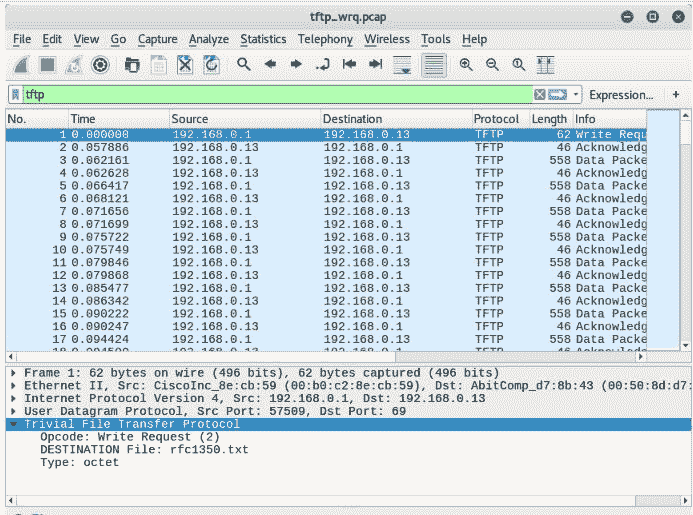 tftp_wrq.pcap
File Edit View Go Capture Analyze Statistics Telephony Wireless Tools Help
tftp Expression... +
No. Time Source Destination Protocol Length Info
1 0.000000 192.168.0.1 192.168.0.13 TFTP 62 Write Requ
2 0.057886 192.168.0.13 192.168.0.1 TFTP 46 Acknowledg
3 0.062161 192.168.0.1 192.168.0.13 TFTP 558 Data Packe
4 0.062628 192.168.0.13 192.168.0.1 TFTP 46 Acknowledg
5 0.066417 192.168.0.1 192.168.0.13 TFTP 558 Data Packe
6 0.068121 192.168.0.13 192.168.0.1 TFTP 46 Acknowledg
7 0.071656 192.168.0.1 192.168.0.13 TFTP 558 Data Packe
8 0.071699 192.168.0.13 192.168.0.1 TFTP 46 Acknowledg
9 0.075722 192.168.0.1 192.168.0.13 TFTP 558 Data Packe
10 0.075749 192.168.0.13 192.168.0.1 TFTP 46 Acknowledg
11 0.079846 192.168.0.1 192.168.0.13 TFTP 558 Data Packe
12 0.079868 192.168.0.13 192.168.0.1 TFTP 46 Acknowledg
13 0.085477 192.168.0.1 192.168.0.13 TFTP 558 Data Packe
14 0.086342 192.168.0.13 192.168.0.1 TFTP 46 Acknowledg
15 0.090222 192.168.0.1 192.168.0.13 TFTP 558 Data Packe
16 0.090247 192.168.0.13 192.168.0.1 TFTP 46 Acknowledg
17 0.094424 192.168.0.1 192.168.0.13 TFTP 558 Data Packe
Frame 1: 62 bytes on wire (496 bits), 62 bytes captured (496 bits)
Ethernet II, Src: CiscoInc_8e:cb:59 (00:b0:c2:8e:cb:59), Dst: AbitComp_d7:8b:43 (00:50:8d:d7:
Internet Protocol Version 4, Src: 192.168.0.1, Dst: 192.168.0.13
User Datagram Protocol, Src Port: 57509, Dst Port: 69
Trivial File Transfer Protocol
Opcode: Write Request (2)
DESTINATION File: rfc1350.txt
Type: octet